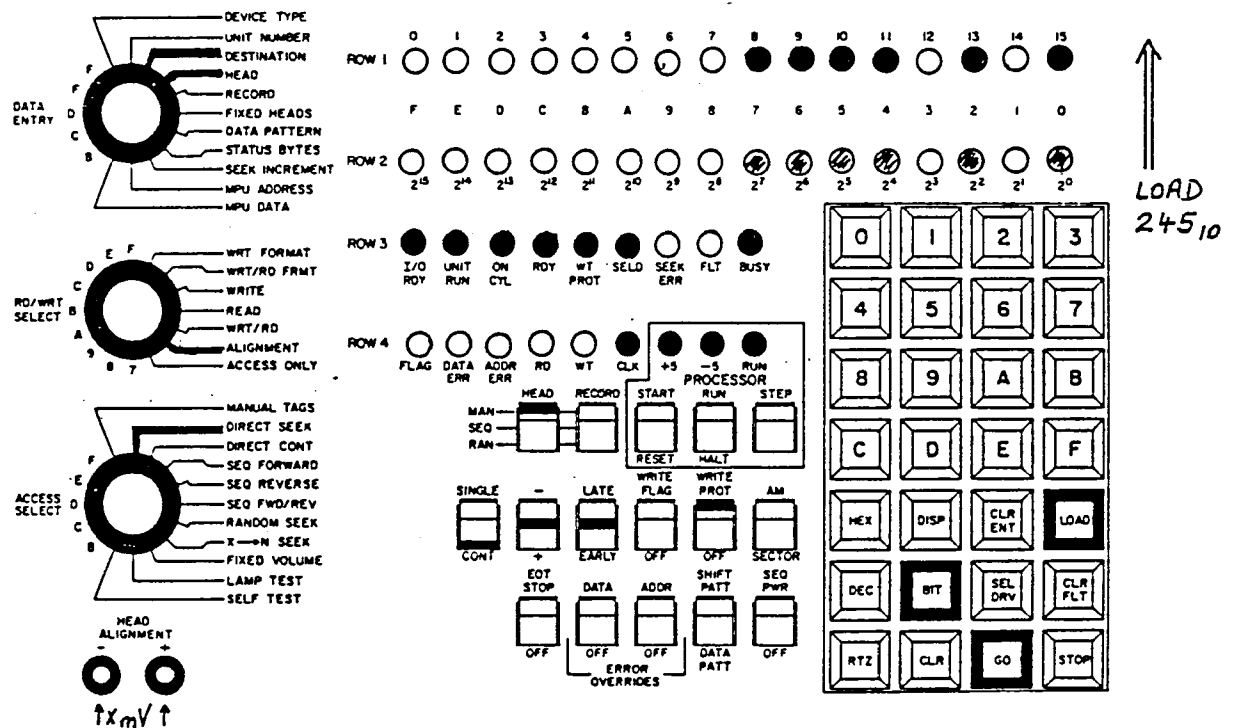 DEVICE TYPE
UNIT NUMBER
DESTINATION
HEAD
RECORD
FIXED HEADS
DATA PATTERN
STATUS BYTES
SEEK INCREMENT
MPU ADDRESS
MPU DATA
DATA
ENTRY
F
F
D
C
B
0 1 2 3 4 5 6 7 8 9 10 11 12 13 14 15
ROW 1
F E D C B A 9 8 7 6 5 4 3 2 1 0
ROW 2
2¹⁵ 2¹⁴ 2¹³ 2¹² 2¹¹ 2¹⁰ 2⁹ 2⁸ 2⁷ 2⁶ 2⁵ 2⁴ 2³ 2² 2¹ 2⁰
LOAD
245₁₀
WRT FORMAT
WRT/RD FRMT
WRITE
READ
WRT/RD
ALIGNMENT
ACCESS ONLY
RD/WRT
SELECT
F
E
D
C
B
A
9
8
7
ROW 3
I/O RDY
UNIT RUN
ON CYL
RDY
WT PROT
SELD
SEEK ERR
FLT
BUSY
ROW 4
FLAG
DATA ERR
ADDR ERR
RD
WT
CLK
+5
-5
RUN
PROCESSOR
HEAD
RECORD
START
RUN
STEP
MAN
SEQ
RAN
RESET
HALT
MANUAL TAGS
DIRECT SEEK
DIRECT CONT
SEQ FORWARD
SEQ REVERSE
SEQ FWD/REV
RANDOM SEEK
X→N SEEK
FIXED VOLUME
LAMP TEST
SELF TEST
ACCESS
SELECT
F
E
D
C
B
SINGLE
CONT
-
+
LATE
EARLY
WRITE FLAG
OFF
WRITE PROT
OFF
AM
SECTOR
EOT STOP
OFF
DATA
OFF
ADDR
OFF
ERROR
OVERRIDES
SHIFT PATT
DATA PATT
SEQ PWR
OFF
0 1 2 3
4 5 6 7
8 9 A B
C D E F
HEX DISP CLR ENT LOAD
DEC BIT SEL DRV CLR FLT
RTZ CLR GO STOP
HEAD
ALIGNMENT
- +
↑XmV↑